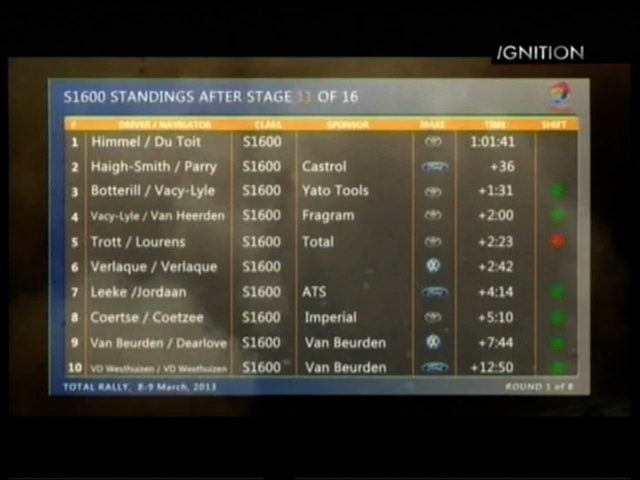 IGNITION
S1600 STANDINGS AFTER STAGE 11 OF 16
# DRIVER / NAVIGATOR CLASS SPONSOR MAKE TIME SHIFT
1 Himmel / Du Toit S1600 1:01:41
2 Haigh-Smith / Parry S1600 Castrol Ford +36
3 Botterill / Vacy-Lyle S1600 Yato Tools +1:31
4 Vacy-Lyle / Van Heerden S1600 Fragram +2:00
5 Trott / Lourens S1600 Total +2:23
6 Verlaque / Verlaque S1600 +2:42
7 Leeke /Jordaan S1600 ATS Ford +4:14
8 Coertse / Coetzee S1600 Imperial +5:10
9 Van Beurden / Dearlove S1600 Van Beurden +7:44
10 VD Westhuizen / VD Westhuizen S1600 Van Beurden Ford +12:50
TOTAL RALLY, 8-9 March, 2013 ROUND 1 of 8